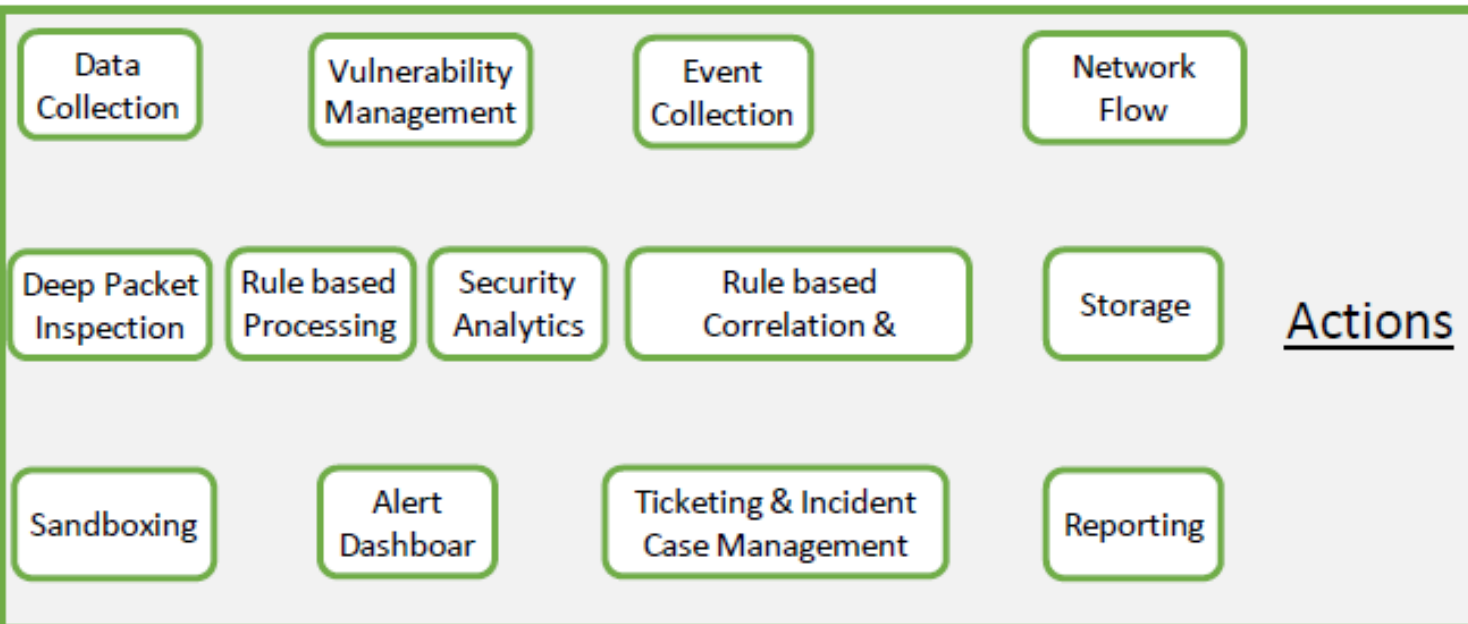 Data
Collection
Vulnerability
Management
Event
Collection
Network
Flow
Deep Packet
Inspection
Rule based
Processing
Security
Analytics
Rule based
Correlation &
Storage
Actions
Sandboxing
Alert
Dashboar
Ticketing & Incident
Case Management
Reporting